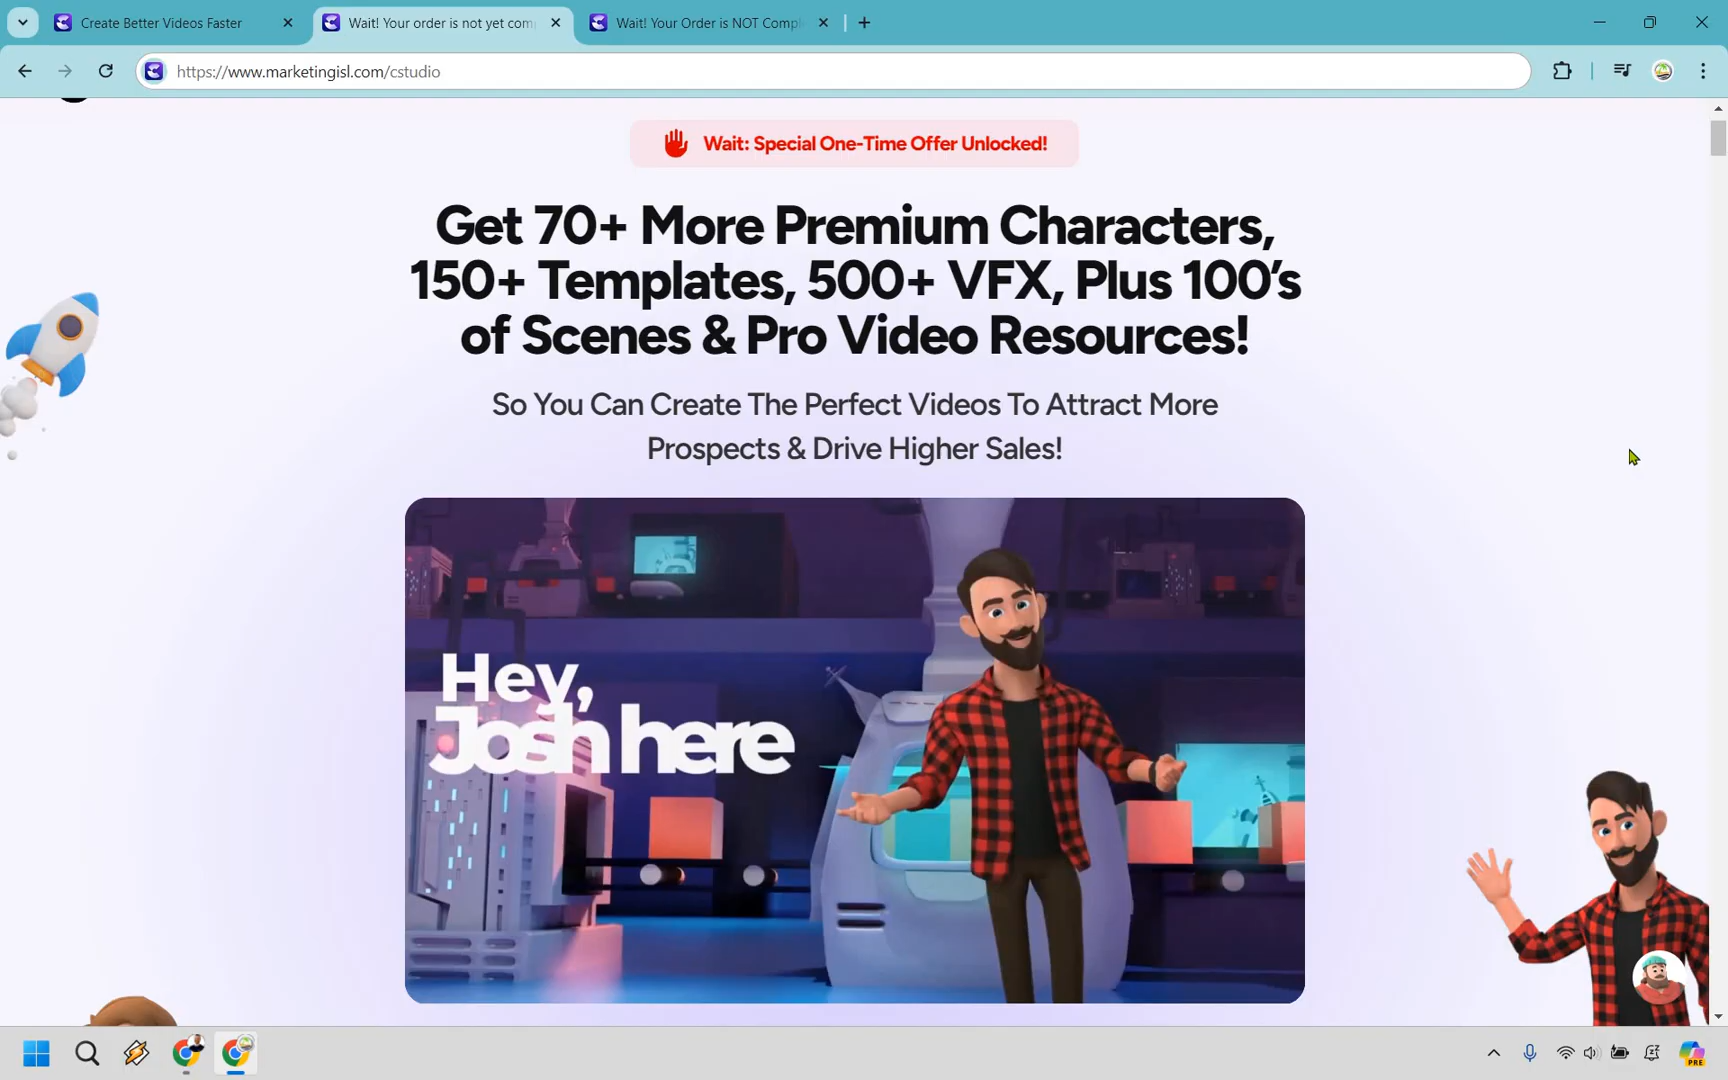 Create Better Videos Faster
Wait! Your order is not yet com
Wait! Your Order is NOT Compl
https://www.marketingisl.com/cstudio
Wait: Special One-Time Offer Unlocked!
Get 70+ More Premium Characters,
150+ Templates, 500+ VFX, Plus 100’s
of Scenes & Pro Video Resources!
So You Can Create The Perfect Videos To Attract More
Prospects & Drive Higher Sales!
Hey,
Josh here
PRE